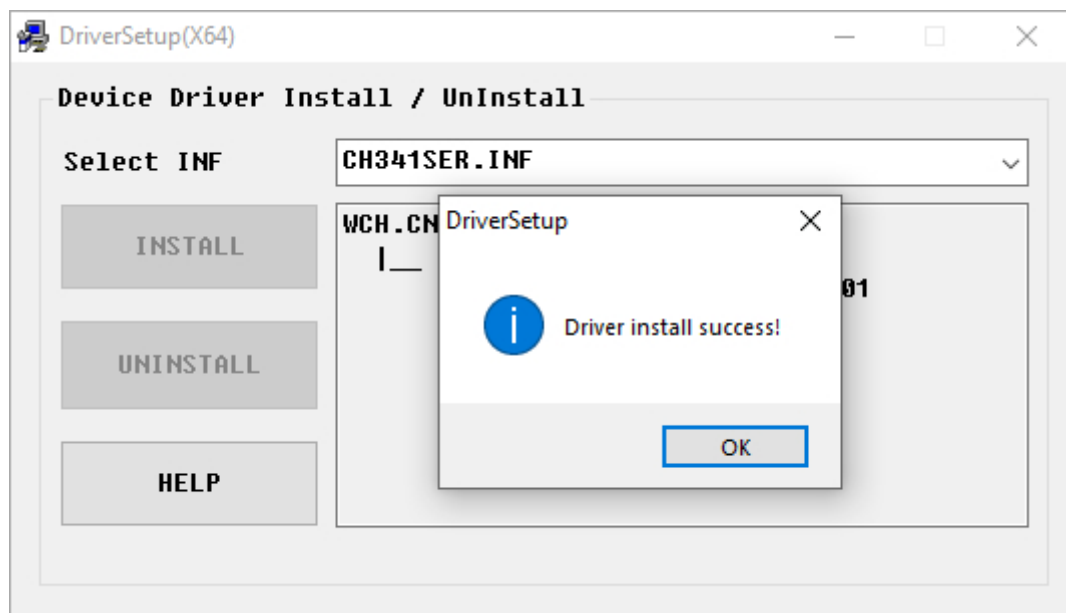 DriverSetup(X64)
Device Driver Install / UnInstall
Select INF
CH341SER.INF
INSTALL
WCH.CN
|__
01
UNINSTALL
HELP
DriverSetup
Driver install success!
OK